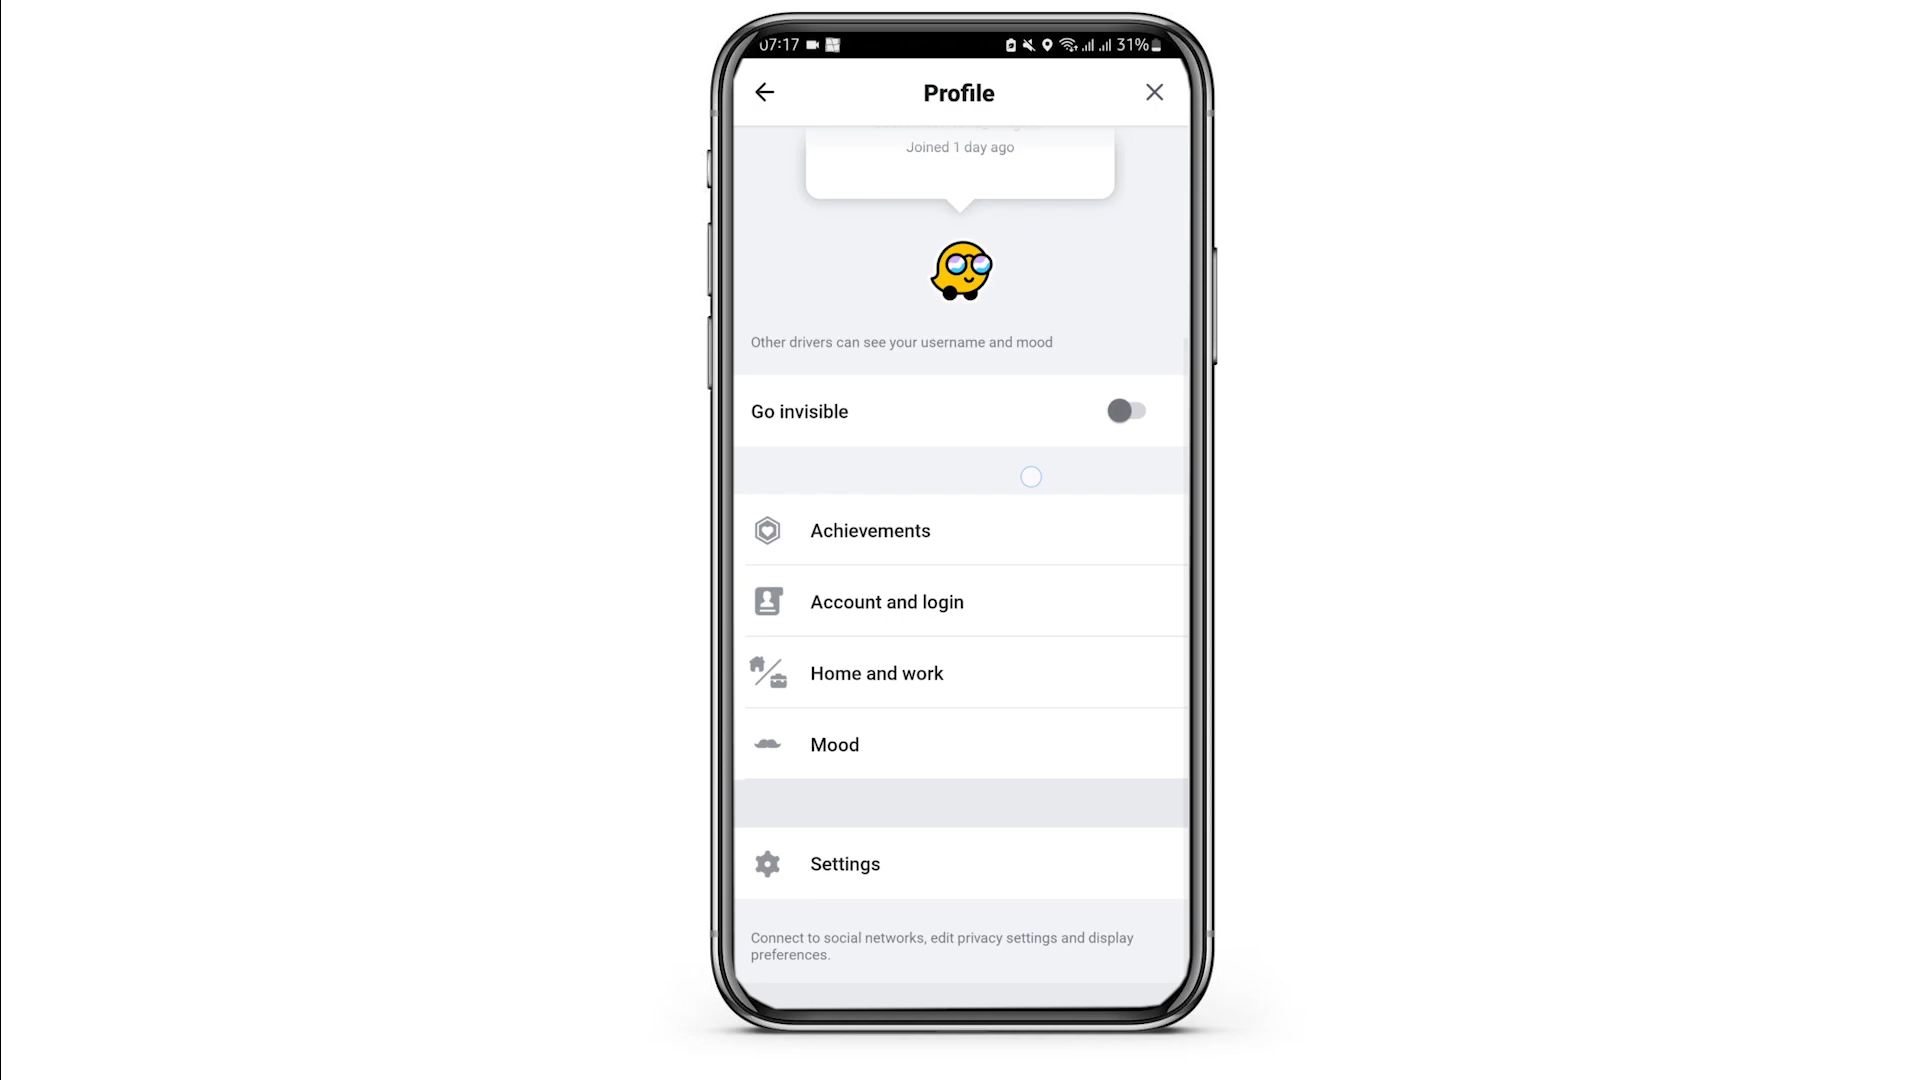 07:17
31%
Profile
Joined 1 day ago
Other drivers can see your username and mood
Go invisible
Achievements
Account and login
Home and work
Mood
Settings
Connect to social networks, edit privacy settings and display
preferences.